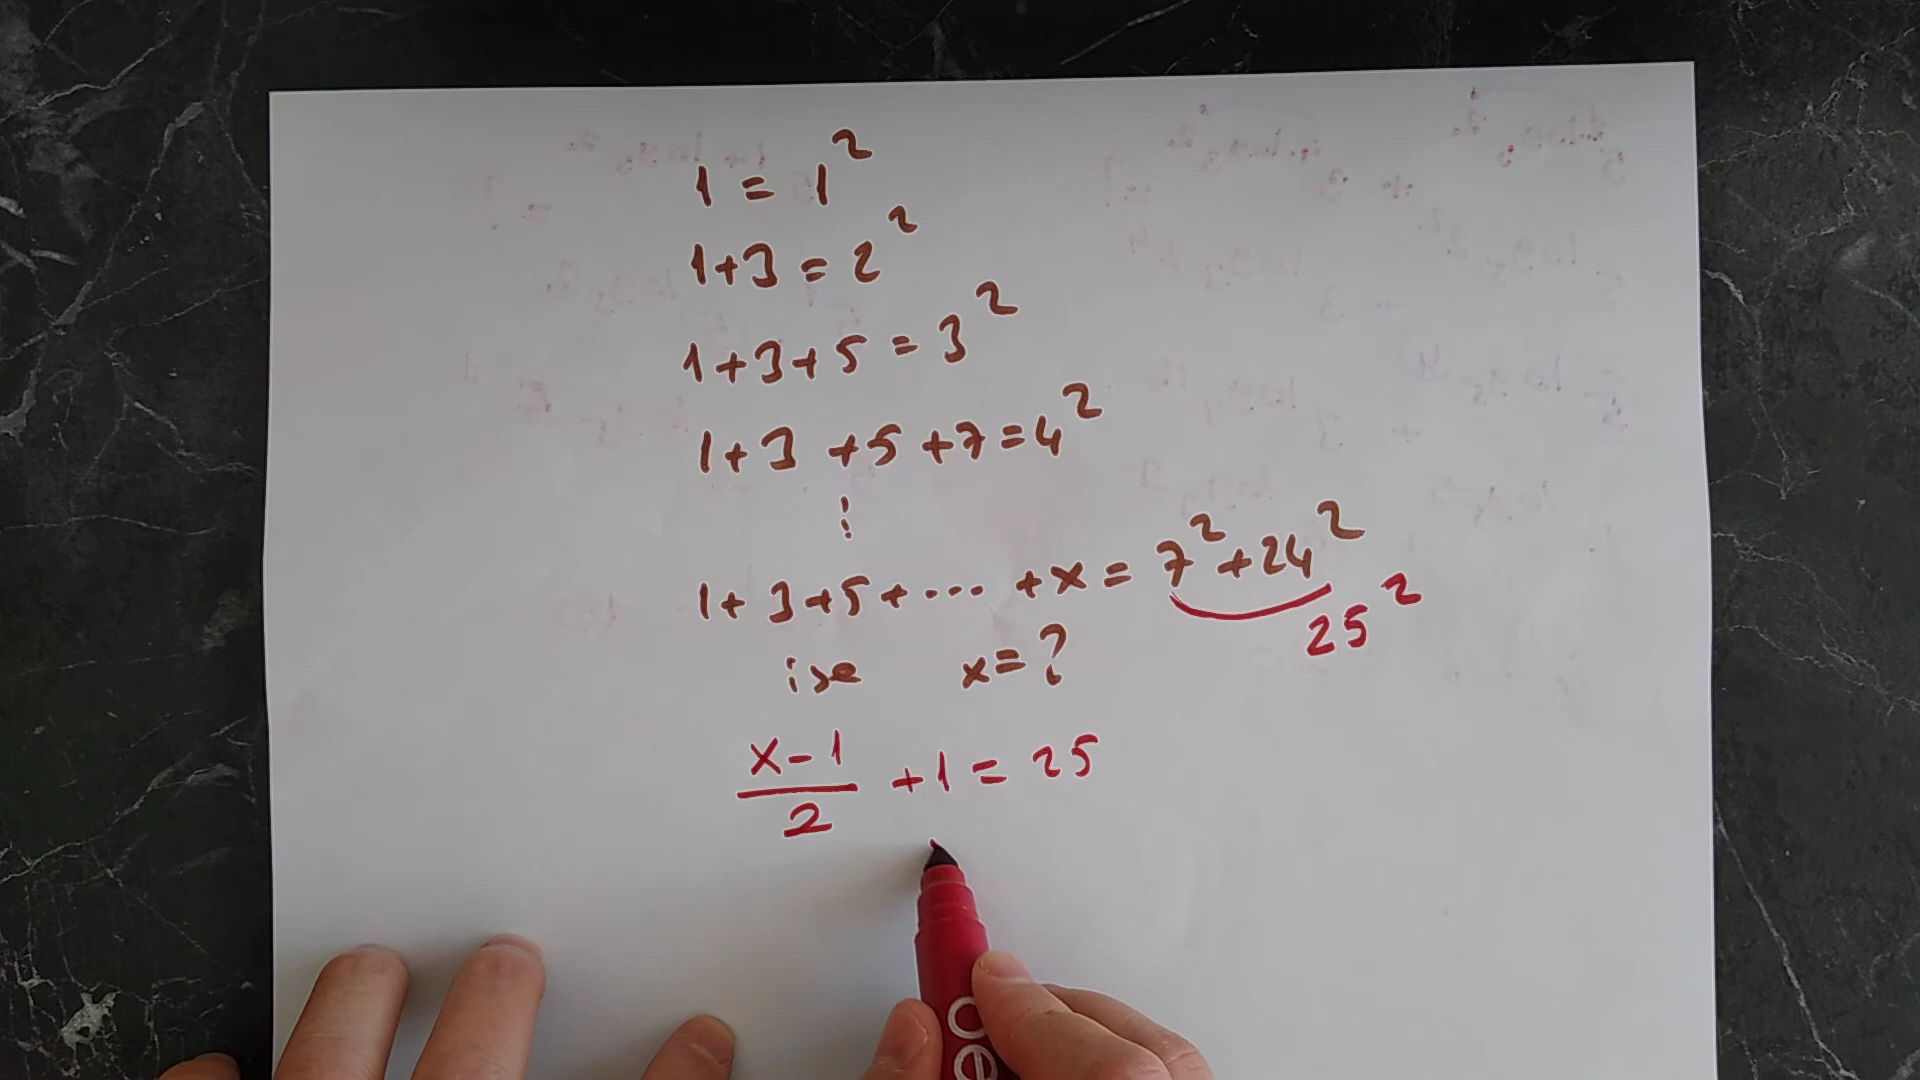 1 = 1²
1+3 = 2²
1+3+5 = 3²
1+3+5+7=4²
⋮
1+3+5+...+x = 7²+24²
25²
ise x=?
x-1/2 +1 = 25